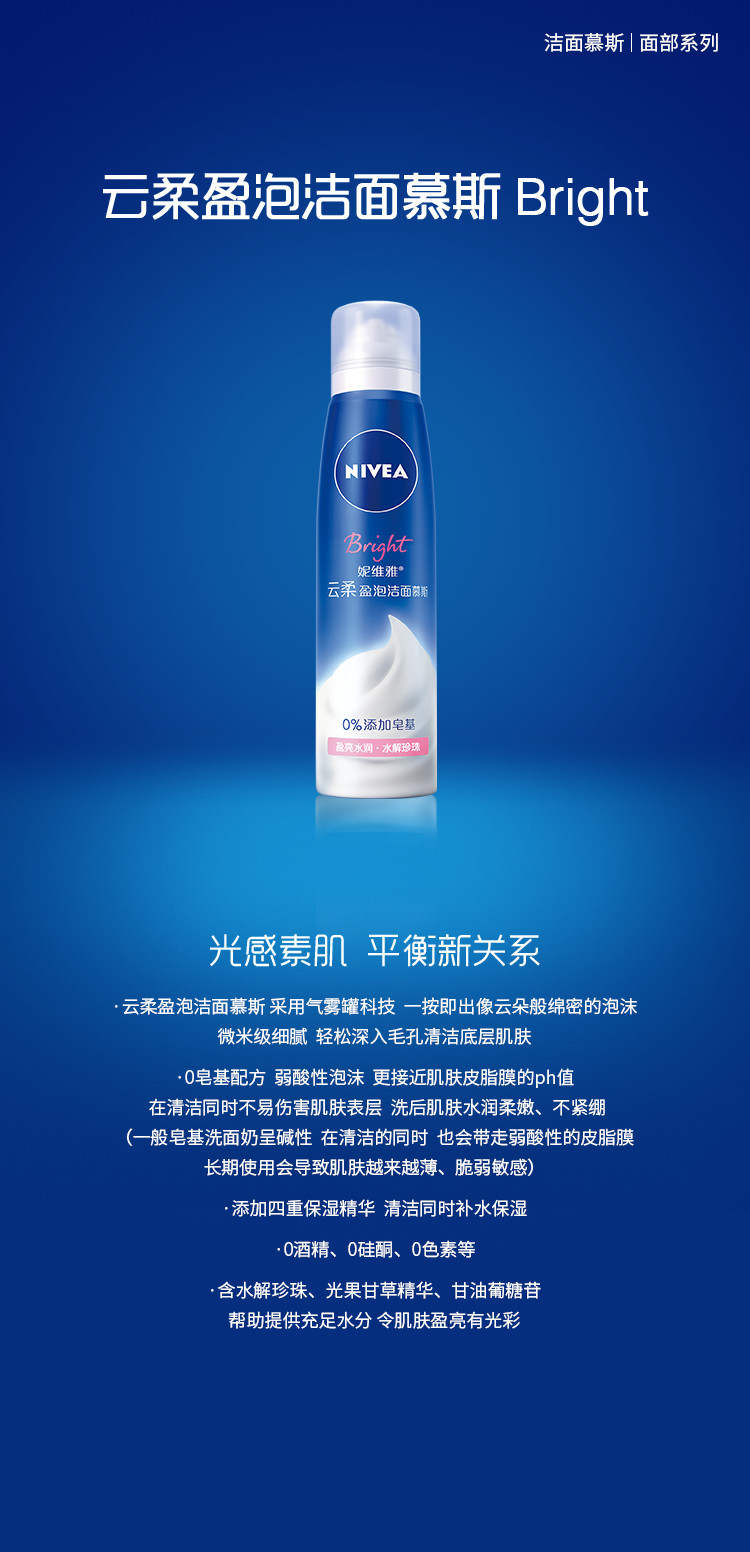 洁面慕斯 | 面部系列
云柔盈泡洁面慕斯 Bright
NIVEA
Bright
妮维雅®
云柔盈泡洁面慕斯
0%添加皂基
盈亮水润·水解珍珠
光感素肌 平衡新关系
·云柔盈泡洁面慕斯 采用气雾罐科技 一按即出像云朵般绵密的泡沫
微米级细腻 轻松深入毛孔清洁底层肌肤
·0皂基配方 弱酸性泡沫 更接近肌肤皮脂膜的ph值
在清洁同时不易伤害肌肤表层 洗后肌肤水润柔嫩、不紧绷
（一般皂基洗面奶呈碱性 在清洁的同时 也会带走弱酸性的皮脂膜
长期使用会导致肌肤越来越薄、脆弱敏感）
·添加四重保湿精华 清洁同时补水保湿
·0酒精、0硅酮、0色素等
·含水解珍珠、光果甘草精华、甘油葡糖苷
帮助提供充足水分 令肌肤盈亮有光彩